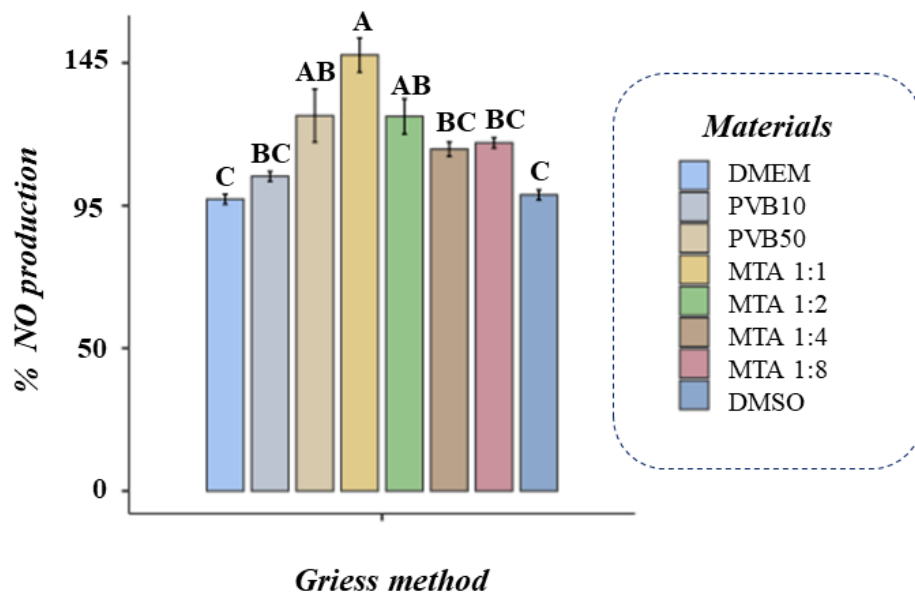 A
145
AB
AB
BC
BC
BC
C
C
95
50
0
% NO production
Griess method
Materials
DMEM
PVB10
PVB50
MTA 1:1
MTA 1:2
MTA 1:4
MTA 1:8
DMSO